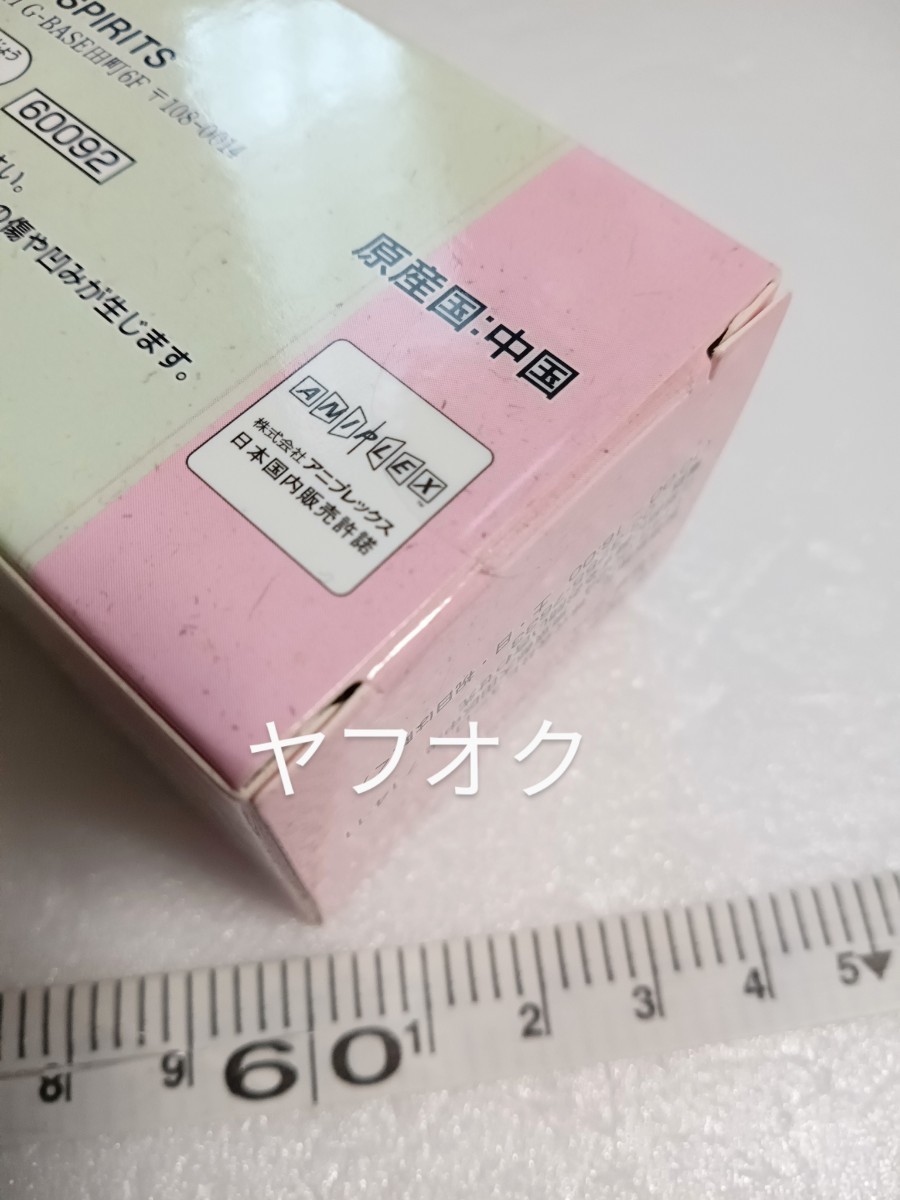 SPIRITS
G-BASE田町6F 〒108-0014
60092
さい。
の傷や凹みが生じます。
原産国:中国
ANIPLEX
株式会社アニプレックス
日本国内販売許諾
ヤフオク
8 9 60 1 2 3 4 5